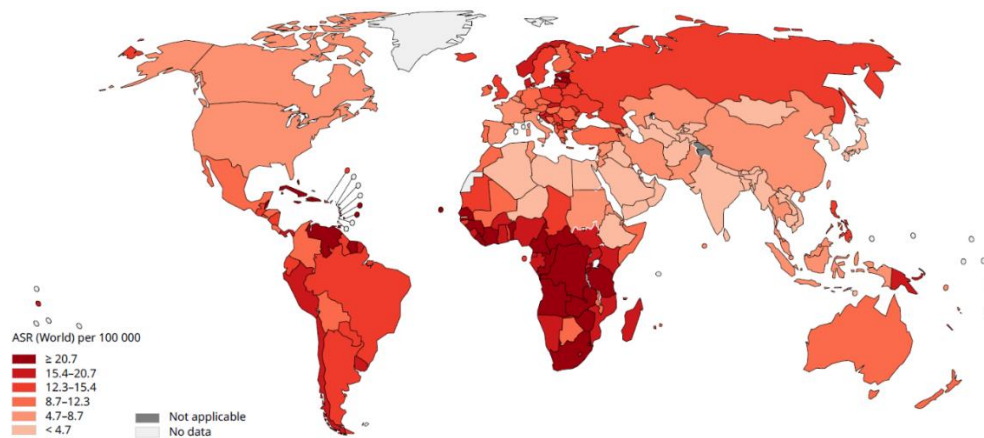 ASR (World) per 100 000
≥ 20.7
15.4–20.7
12.3–15.4
8.7–12.3
4.7–8.7
< 4.7
Not applicable
No data